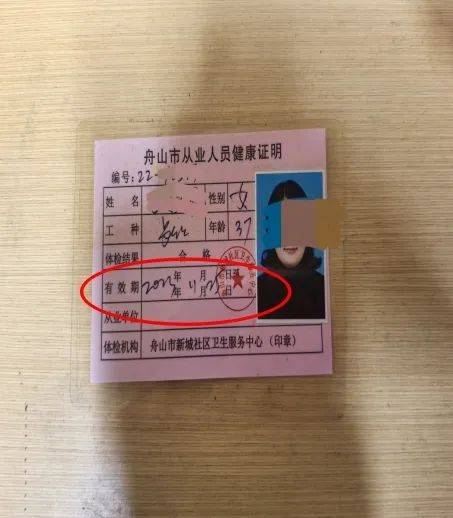 舟山市从业人员健康证明
编号:22-
姓 名 性别 女
工 种 年龄 37
体检结果 合 格
有效期 年 月 日至
年 11 月 25 日
从业单位
体检机构 舟山市新城社区卫生服务中心(印章)